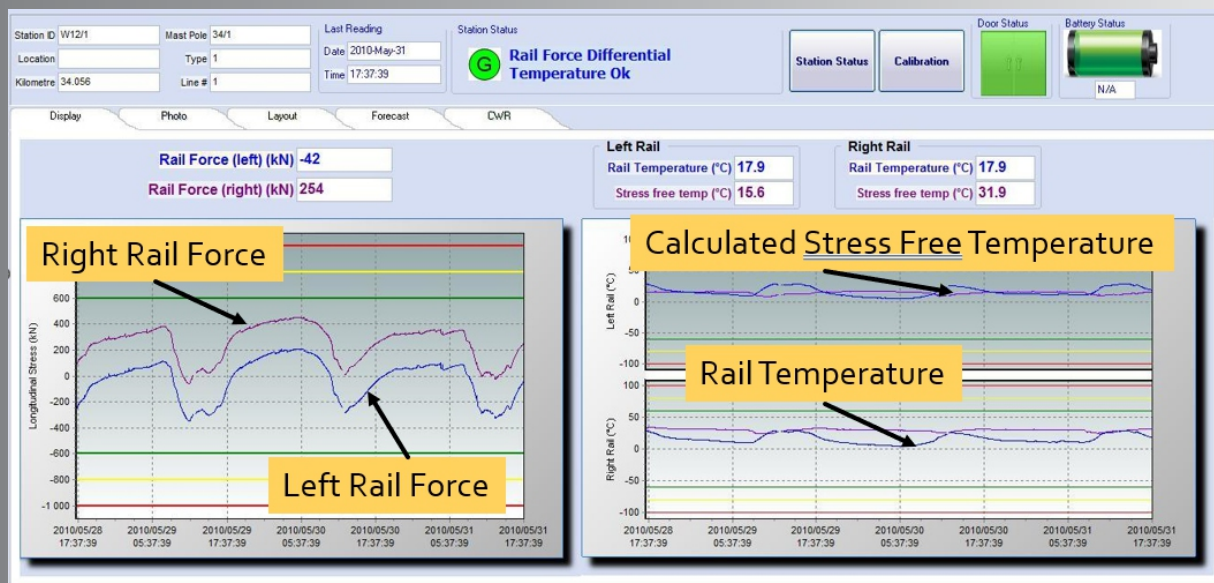 Station ID W12/1
Location
Kilometre 34.056
Mast Pole 34/1
Type 1
Line # 1
Last Reading
Date 2010-May-31
Time 17:37:39
Station Status
G
Rail Force Differential
Temperature Ok
Station Status
Calibration
Door Status
Battery Status
N/A
Display Photo Layout Forecast CWR
Rail Force (left) (kN) -42
Rail Force (right) (kN) 254
Left Rail
Rail Temperature (°C) 17.9
Stress free temp (°C) 15.6
Right Rail
Rail Temperature (°C) 17.9
Stress free temp (°C) 31.9
Right Rail Force
Left Rail Force
Longitudinal Stress (kN)
600
400
200
0
-200
-400
-600
-800
-1 000
2010/05/28 2010/05/29 2010/05/29 2010/05/30 2010/05/30 2010/05/31 2010/05/31
17:37:39 05:37:39 17:37:39 05:37:39 17:37:39 05:37:39 17:37:39
Calculated Stress Free Temperature
Left Rail (°C)
0
-50
-100
Rail Temperature
Right Rail (°C)
100
50
0
-50
-100
2010/05/28 2010/05/29 2010/05/29 2010/05/30 2010/05/30 2010/05/31 2010/05/31
17:37:39 05:37:39 17:37:39 05:37:39 17:37:39 05:37:39 17:37:39